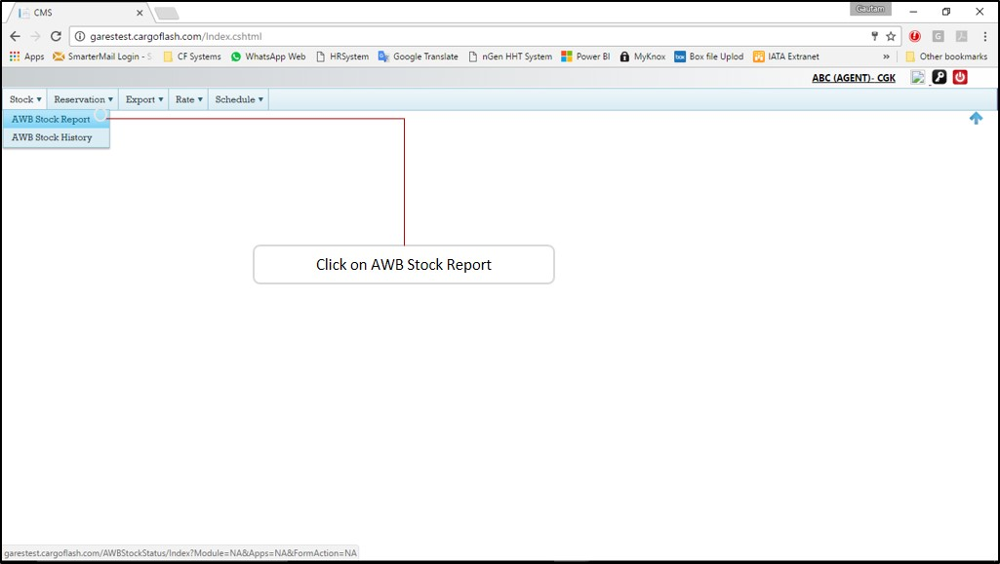 CMS
Gautam
garestest.cargoflash.com/Index.cshtml
Apps SmarterMail Login - S CF Systems WhatsApp Web HRSystem Google Translate nGen HHT System Power BI MyKnox box Box file Uplod IATA Extranet » Other bookmarks
ABC (AGENT)- CGK
Stock Reservation Export Rate Schedule
AWB Stock Report
AWB Stock History
Click on AWB Stock Report
garestest.cargoflash.com/AWBStockStatus/Index?Module=NA&Apps=NA&FormAction=NA